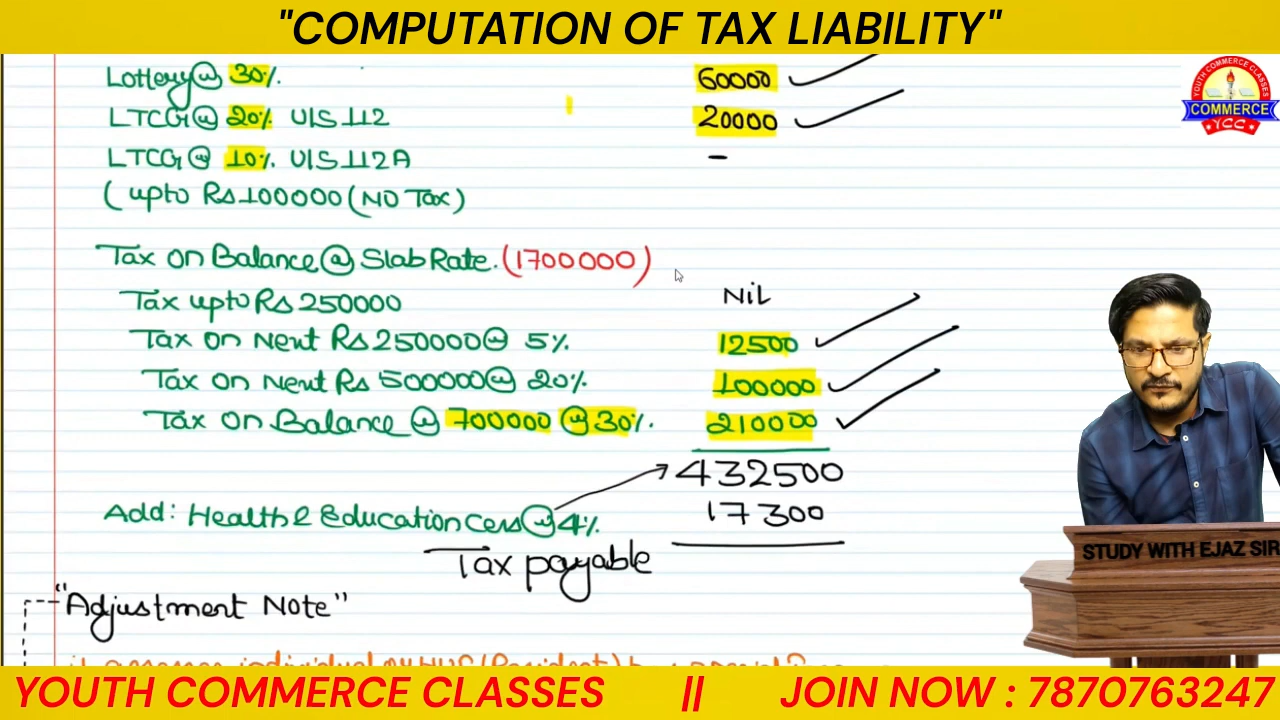 "COMPUTATION OF TAX LIABILITY"
Lottery@ 30%. 60000
LTCG@ 20% U/S 112 20000
LTCG@ 10%. U/S 112A -
(upto Rs 100000 (NO Tax)
Tax on Balance@ Slab Rate. (1700000)
Tax upto Rs 250000 NiL
Tax on Next Rs 250000@ 5%. 12500
Tax on Next Rs 500000@ 20%. 100000
Tax on Balance @ 700000 @ 30%. 210000
432500
Add: Health & Education Cess@ 4%. 17300
Tax payable
"Adjustment Note"
YOUTH COMMERCE CLASSES
COMMERCE
YCC
STUDY WITH EJAZ SIR
YOUTH COMMERCE CLASSES || JOIN NOW : 7870763247